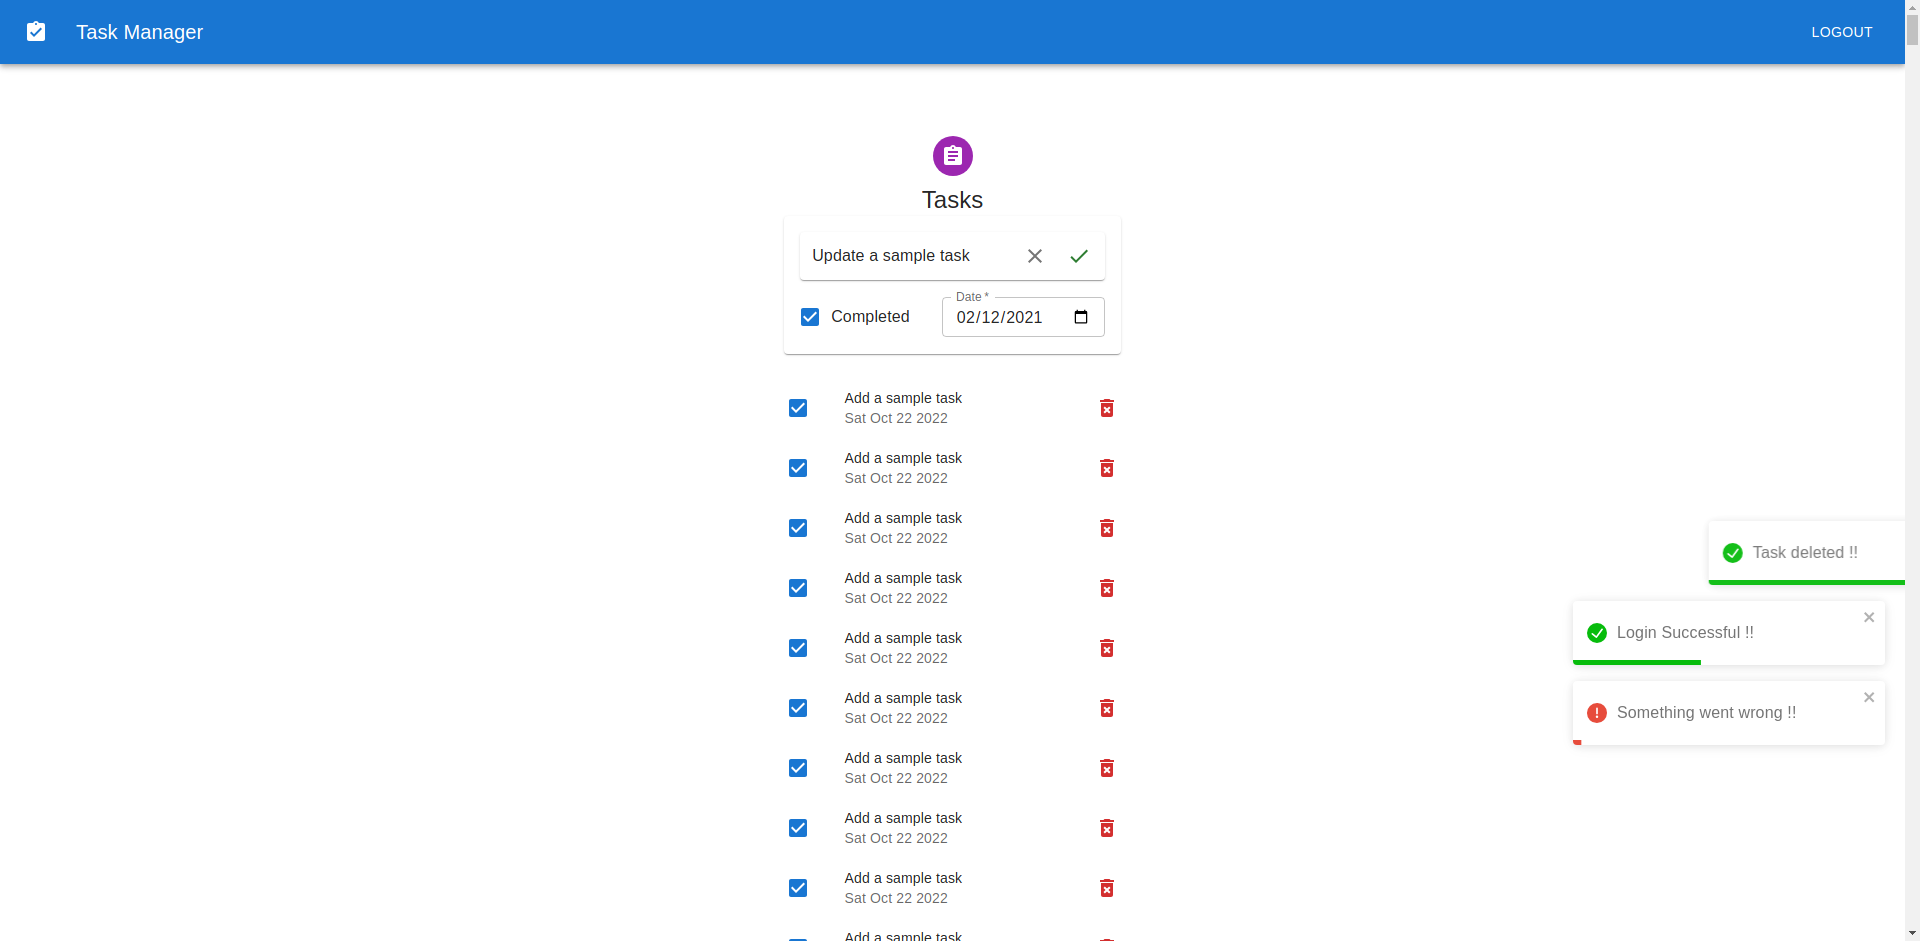 Task Manager
LOGOUT
Tasks
Update a sample task
Completed
Date *
02/12/2021
Add a sample task
Sat Oct 22 2022
Add a sample task
Sat Oct 22 2022
Add a sample task
Sat Oct 22 2022
Add a sample task
Sat Oct 22 2022
Add a sample task
Sat Oct 22 2022
Add a sample task
Sat Oct 22 2022
Add a sample task
Sat Oct 22 2022
Add a sample task
Sat Oct 22 2022
Add a sample task
Sat Oct 22 2022
Add a sample task
Task deleted !!
Login Successful !!
Something went wrong !!